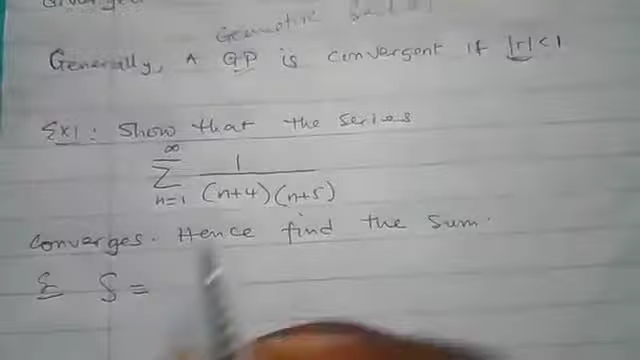 Geometric
Generally, A GP is convergent if |r| < 1
Ex1: Show that the series
∞
∑ 1 / (n+4)(n+5)
n=1
Converges. Hence find the sum.
S =